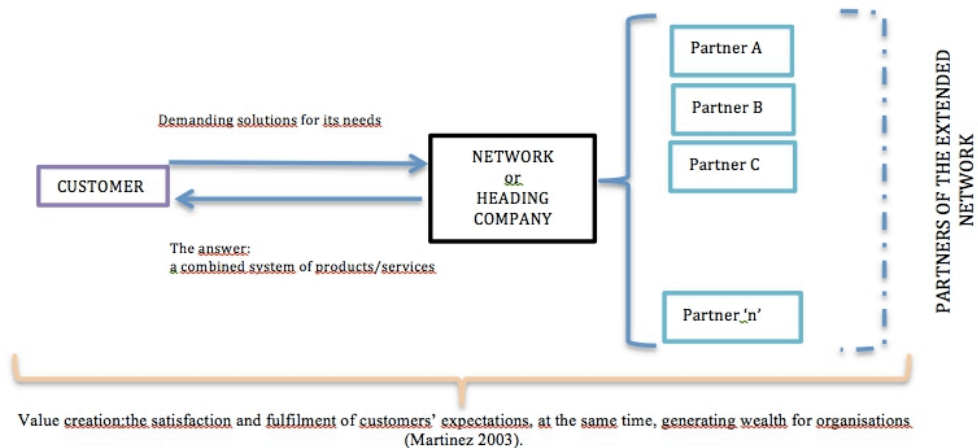 Partner A
Partner B
Partner C
Partner 'n'
PARTNERS OF THE EXTENDED
NETWORK
Demanding solutions for its needs
CUSTOMER
NETWORK
or
HEADING
COMPANY
The answer:
a combined system of products/services
Value creation:the satisfaction and fulfilment of customers' expectations, at the same time, generating wealth for organisations
(Martinez 2003).